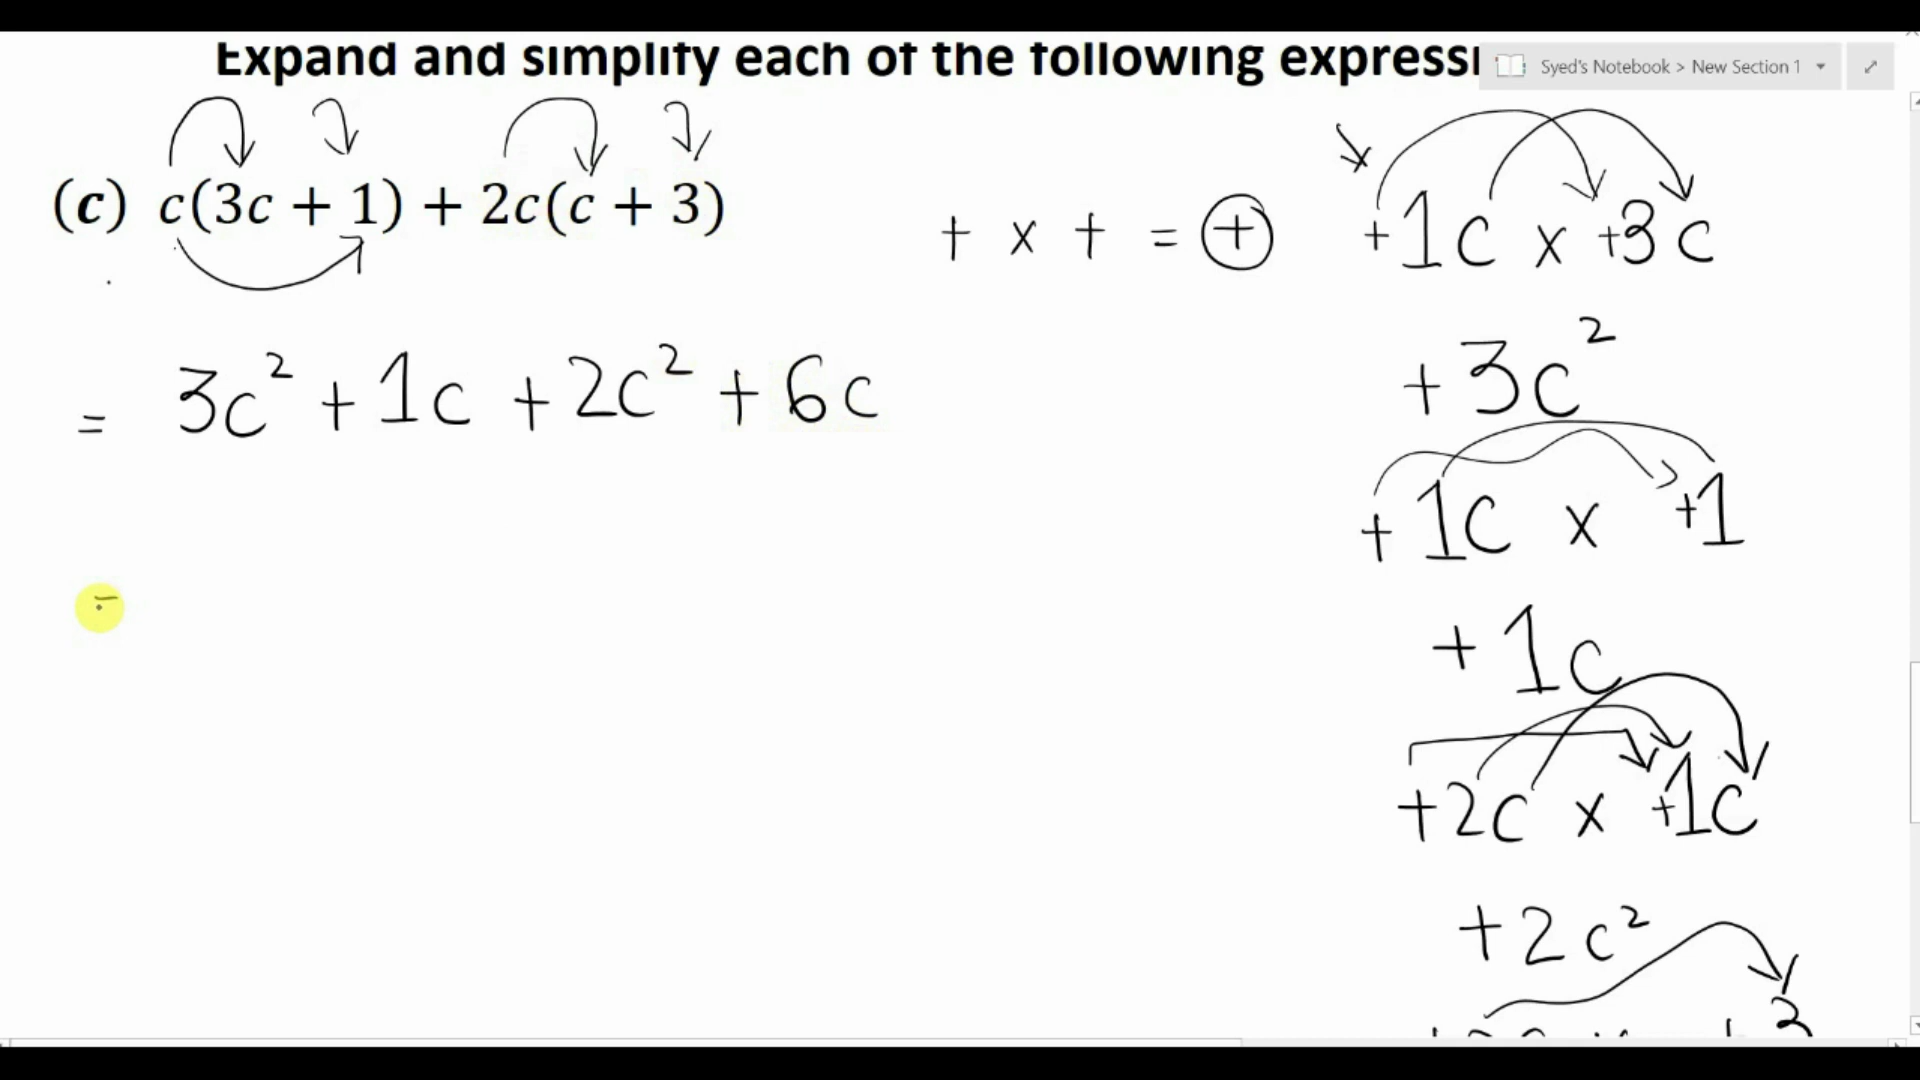 Expand and simplify each of the following express
Syed's Notebook > New Section 1
(c) c(3c + 1) + 2c(c + 3)
+ x + = +
+1c x +3c
+3c²
= 3c² + 1c + 2c² + 6c
+1c x +1
+1c
+2c x +1c
+2c²